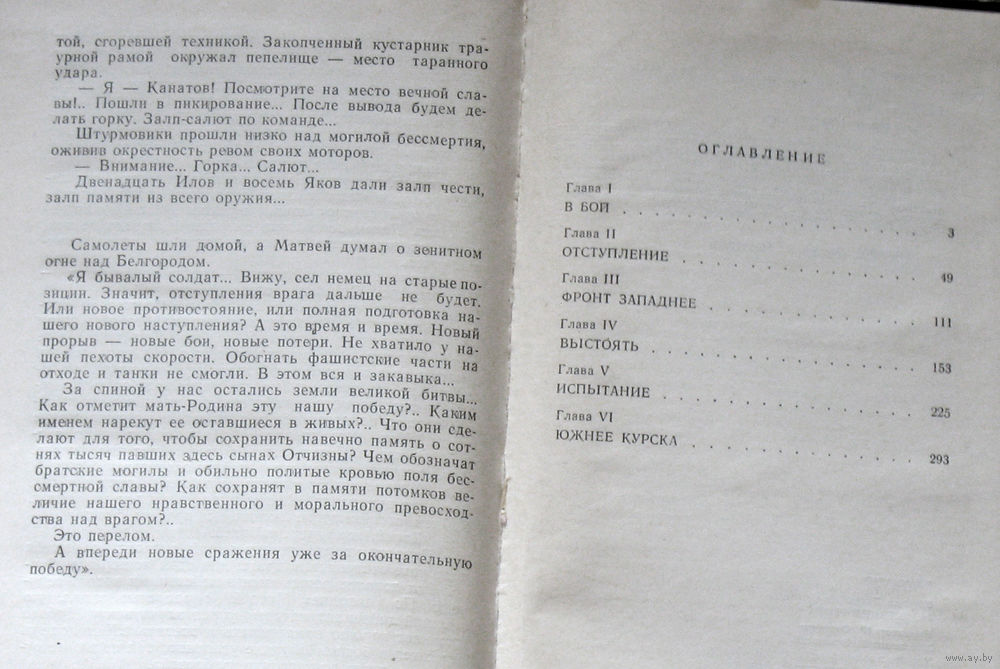 той, сгоревшей техникой. Закопченный кустарник тра-
урной рамой окружал пепелище — место таранного
удара.
— Я — Канатов! Посмотрите на место вечной сла-
вы!.. Пошли в пикирование... После вывода будем де-
лать горку. Залп-салют по команде...
Штурмовики прошли низко над могилой бессмертия,
оживив окрестность ревом своих моторов.
— Внимание... Горка... Салют...
Двенадцать Илов и восемь Яков дали залп чести,
залп памяти из всего оружия...
Самолеты шли домой, а Матвей думал о зенитном
огне над Белгородом.
«Я бывалый солдат... Вижу, сел немец на старые по-
зиции. Значит, отступления врага дальше не будет.
Или новое противостояние, или полная подготовка на-
шего нового наступления? А это время и время. Новый
прорыв — новые бои, новые потери. Не хватило у на-
шей пехоты скорости. Обогнать фашистские части на
отходе и танки не смогли. В этом вся и закавыка...
За спиной у нас остались земли великой битвы...
Как отметит мать-Родина эту нашу победу?.. Каким
именем нарекут ее оставшиеся в живых?.. Что они сде-
лают для того, чтобы сохранить навечно память о сот-
нях тысяч павших здесь сынах Отчизны? Чем обозначат
братские могилы и обильно политые кровью поля бес-
смертной славы? Как сохранят в памяти потомков ве-
личие нашего нравственного и морального превосход-
ства над врагом?..
Это перелом.
А впереди новые сражения уже за окончательную
победу».
ОГЛАВЛЕНИЕ
Глава I
В БОЙ . . . . . . . . . . . . 3
Глава II
ОТСТУПЛЕНИЕ . . . . . . . . . . 49
Глава III
ФРОНТ ЗАПАДНЕЕ . . . . . . . . . 111
Глава IV
ВЫСТОЯТЬ . . . . . . . . . . . 153
Глава V
ИСПЫТАНИЕ . . . . . . . . . . . 225
Глава VI
ЮЖНЕЕ КУРСКА . . . . . . . . . . 293
www.ay.by